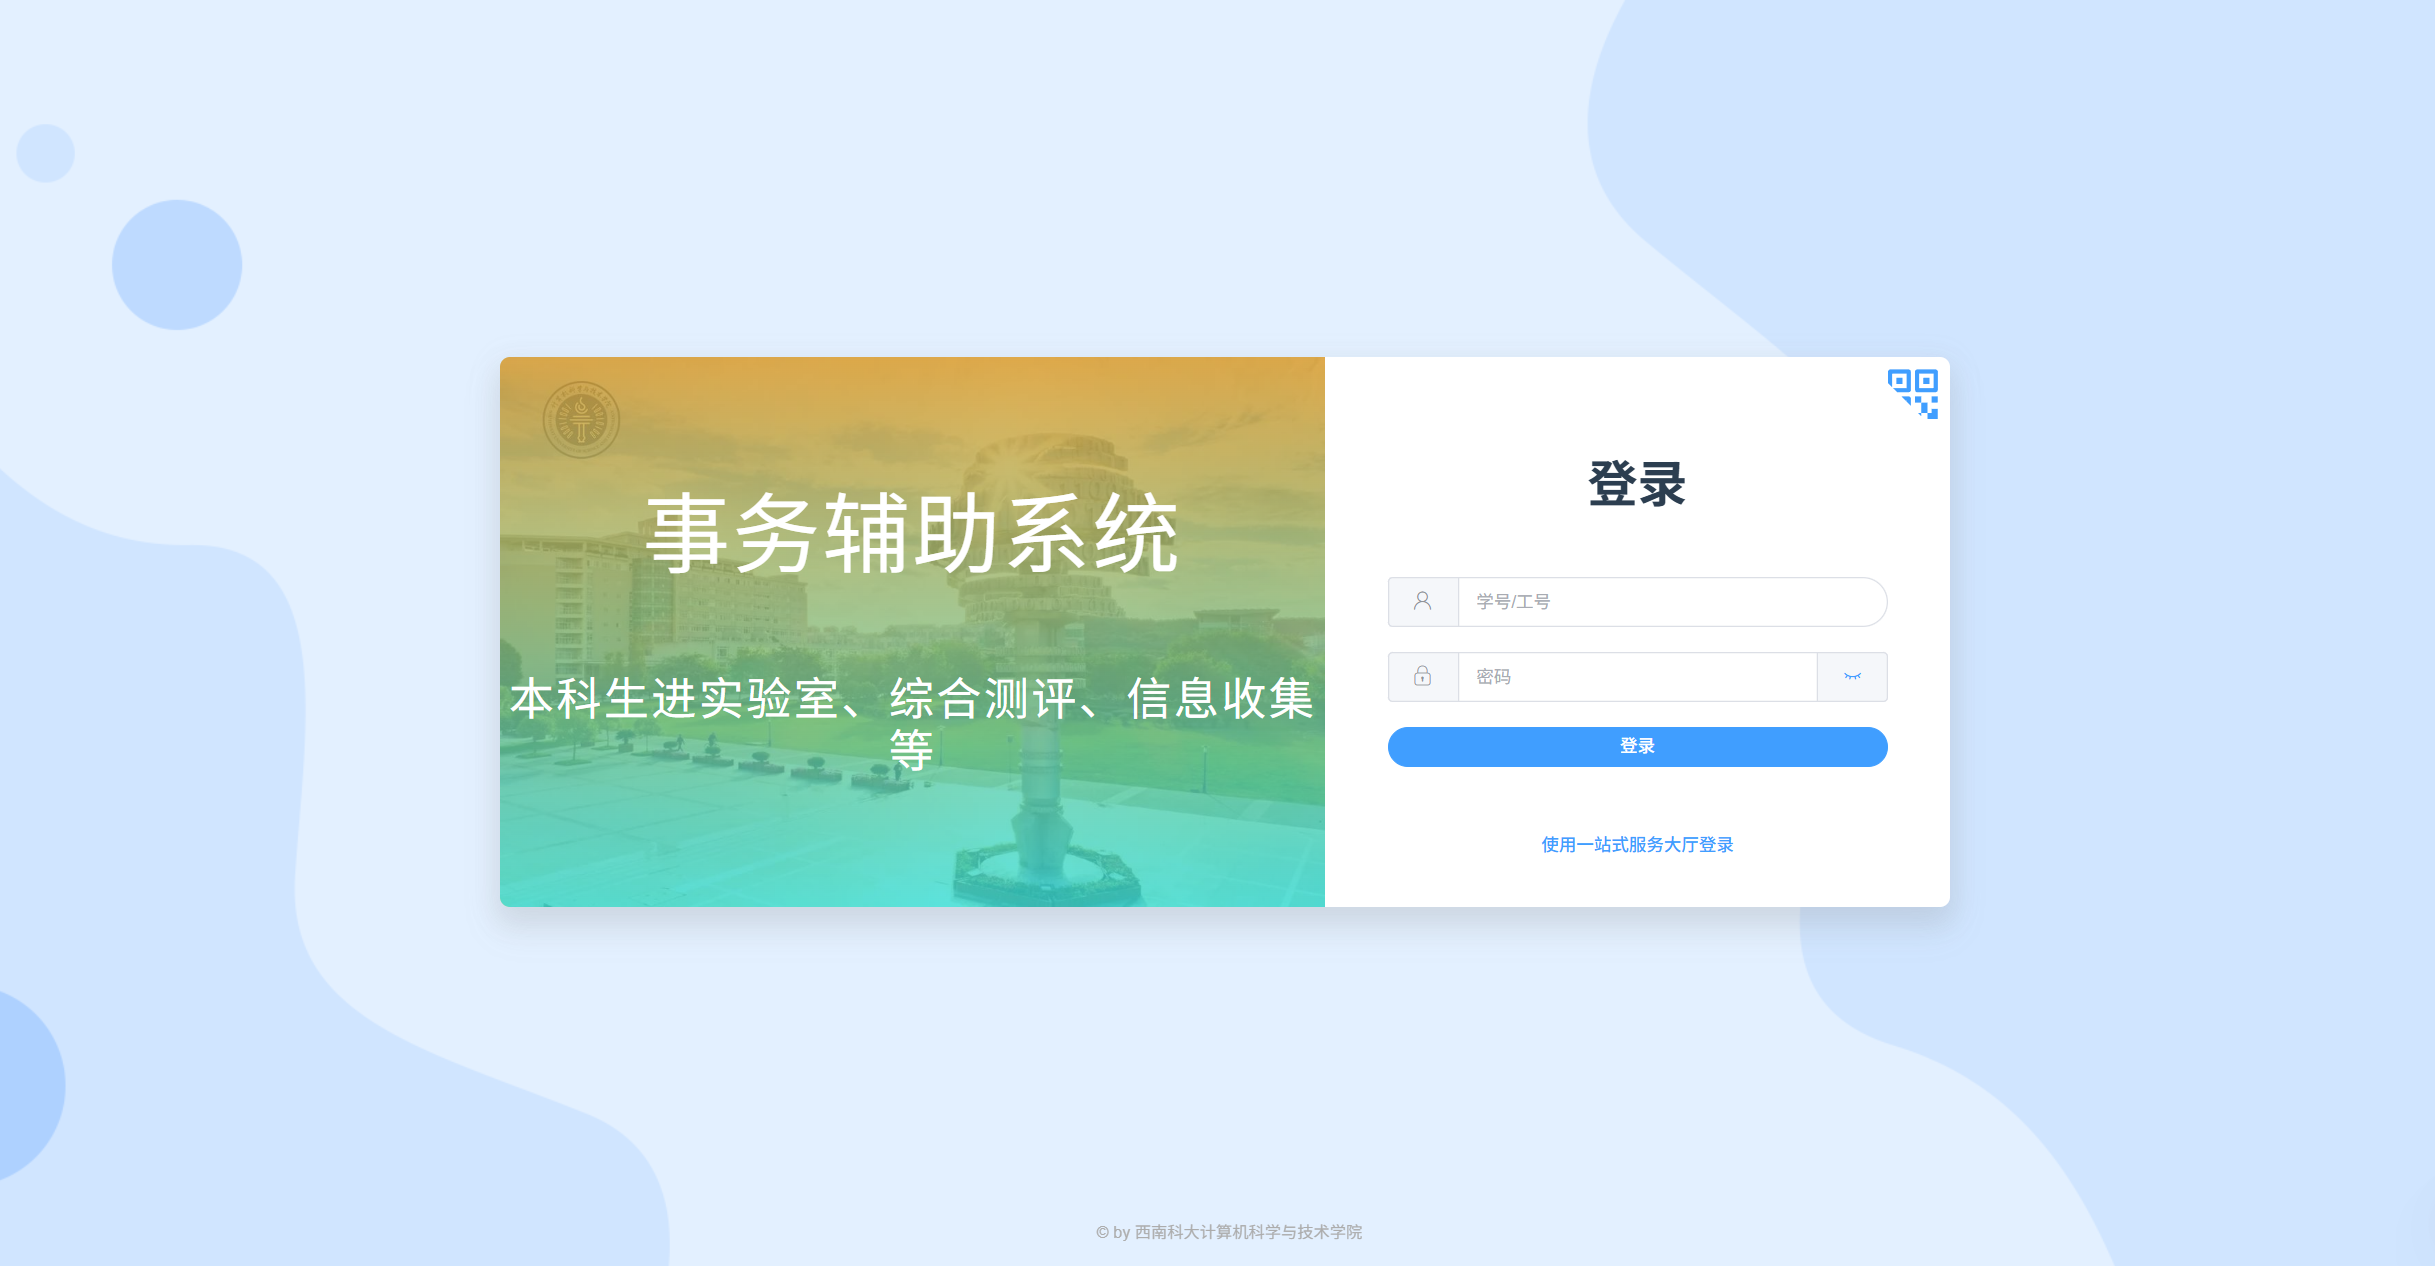 事务辅助系统
本科生进实验室、综合测评、信息收集
等
登录
学号/工号
密码
登录
使用一站式服务大厅登录
© by 西南科大计算机科学与技术学院